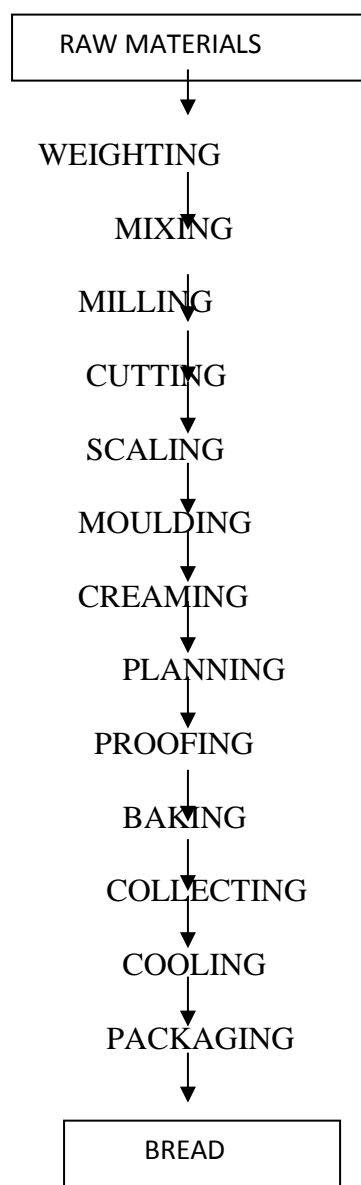 RAW MATERIALS
WEIGHTING
MIXING
MILLING
CUTTING
SCALING
MOULDING
CREAMING
PLANNING
PROOFING
BAKING
COLLECTING
COOLING
PACKAGING
BREAD